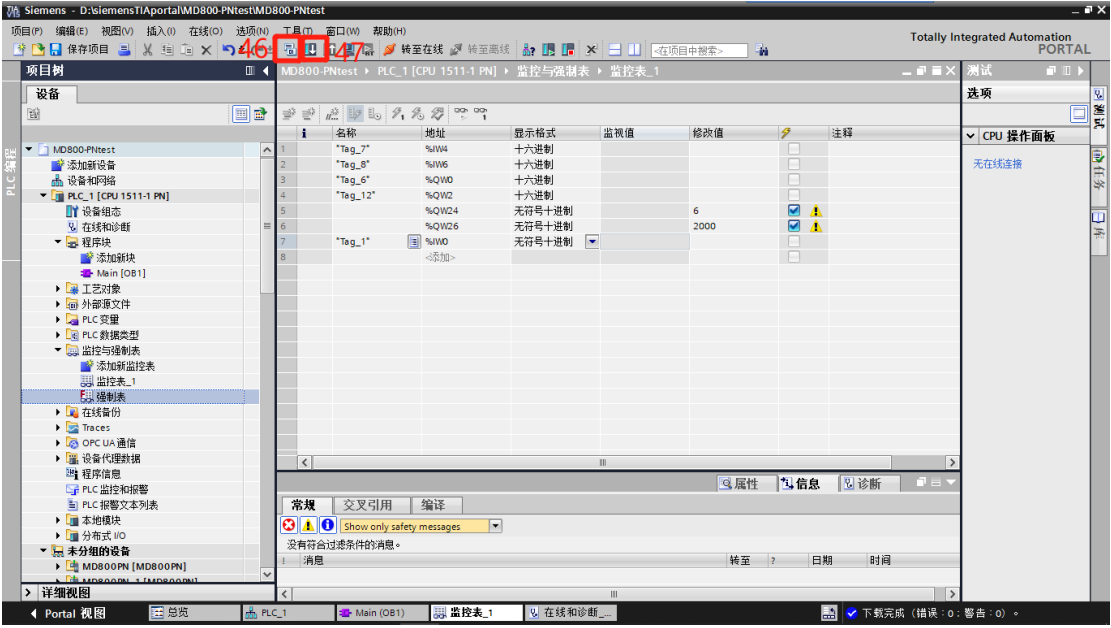 Siemens - D:\siemensTIAportal\MD800-PNtest\MD800-PNtest
项目(P) 编辑(E) 视图(V) 插入(I) 在线(O) 选项(N) 工具(T) 窗口(W) 帮助(H)
Totally Integrated Automation
PORTAL
保存项目 46 47 转至在线 转至离线 <在项目中搜索>
项目树
MD800-PNtest PLC_1 [CPU 1511-1 PN] 监控与强制表 监控表_1
测试
设备
选项
CPU 操作面板
无在线连接
PLC 编程
测试
任务
库
MD800-PNtest
添加新设备
设备和网络
PLC_1 [CPU 1511-1 PN]
设备组态
在线和诊断
程序块
添加新块
Main [OB1]
工艺对象
外部源文件
PLC 变量
PLC 数据类型
监控与强制表
添加新监控表
监控表_1
强制表
在线备份
Traces
OPC UA 通信
设备代理数据
程序信息
PLC 监控和报警
PLC 报警文本列表
本地模块
分布式 I/O
未分组的设备
MD800PN [MD800PN]
MD800PN_1 [MD800PN]
详细视图
i 名称 地址 显示格式 监视值 修改值 注释
1 "Tag_7" %IW4 十六进制
2 "Tag_8" %IW6 十六进制
3 "Tag_6" %QW0 十六进制
4 "Tag_12" %QW2 十六进制
5 %QW24 无符号十进制 6
6 %QW26 无符号十进制 2000
7 "Tag_1" %IW0 无符号十进制
8 <添加>
属性 信息 诊断
常规 交叉引用 编译
Show only safety messages
没有符合过滤条件的消息。
! 消息 转至 ? 日期 时间
Portal 视图 总览 PLC_1 Main (OB1) 监控表_1 在线和诊断_... 下载完成（错误：0；警告：0）。